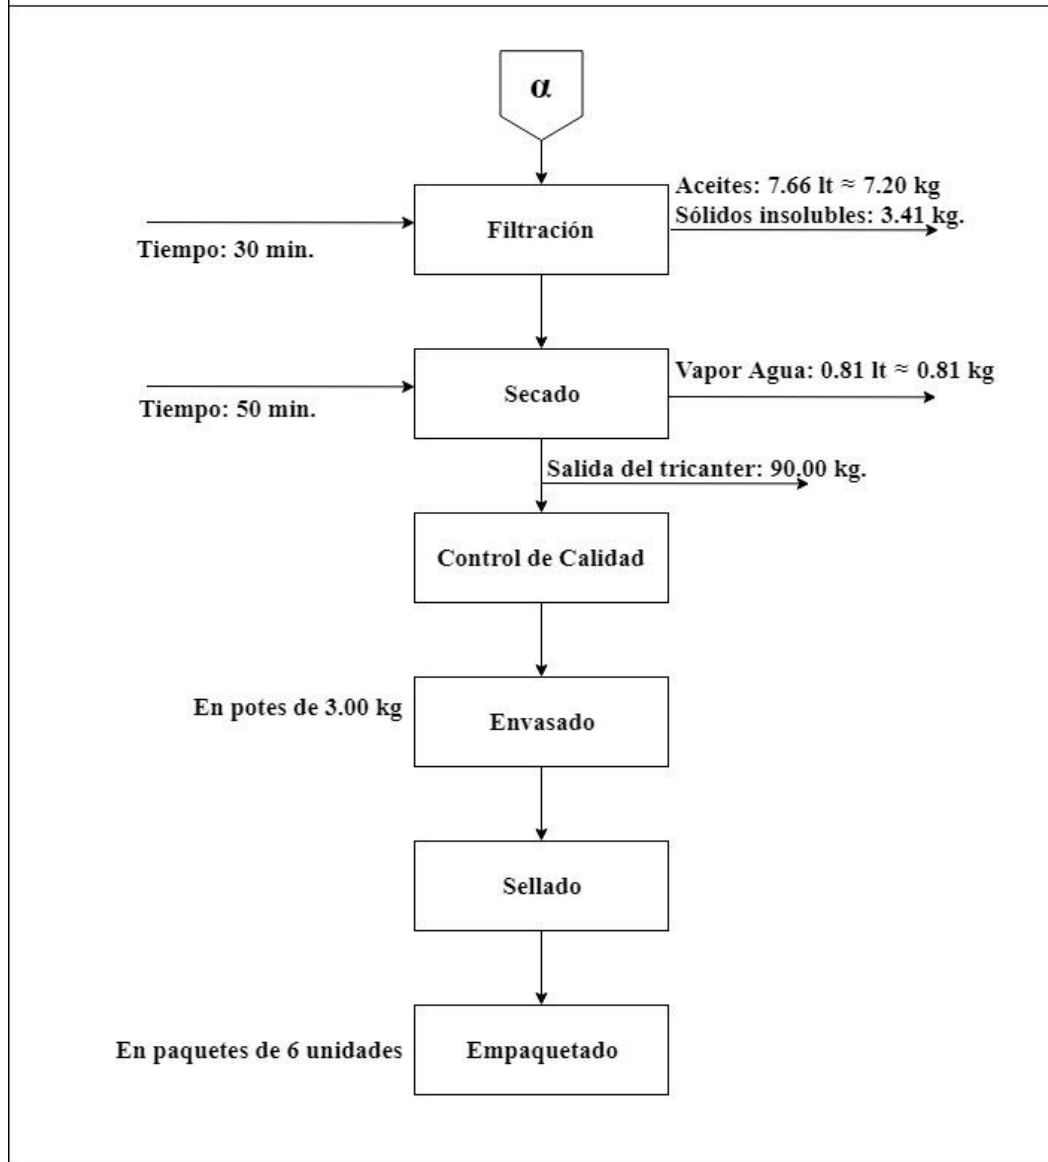 α
Aceites: 7.66 lt ≈ 7.20 kg
Sólidos insolubles: 3.41 kg.
Filtración
Tiempo: 30 min.
Vapor Agua: 0.81 lt ≈ 0.81 kg
Secado
Tiempo: 50 min.
Salida del tricanter: 90.00 kg.
Control de Calidad
En potes de 3.00 kg
Envasado
Sellado
En paquetes de 6 unidades
Empaquetado